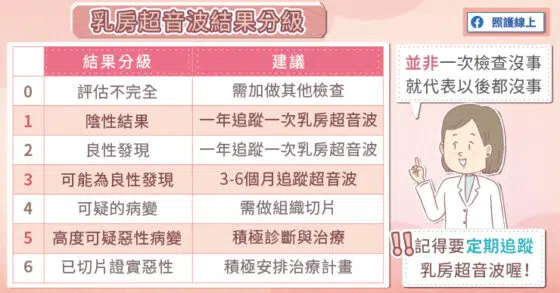 乳房超音波結果分級
照護線上
結果分級 建議
0 評估不完全 需加做其他檢查
1 陰性結果 一年追蹤一次乳房超音波
2 良性發現 一年追蹤一次乳房超音波
3 可能為良性發現 3-6個月追蹤超音波
4 可疑的病變 需做組織切片
5 高度可疑惡性病變 積極診斷與治療
6 已切片證實惡性 積極安排治療計畫
並非一次檢查沒事
就代表以後都沒事
!!記得要定期追蹤
乳房超音波喔!